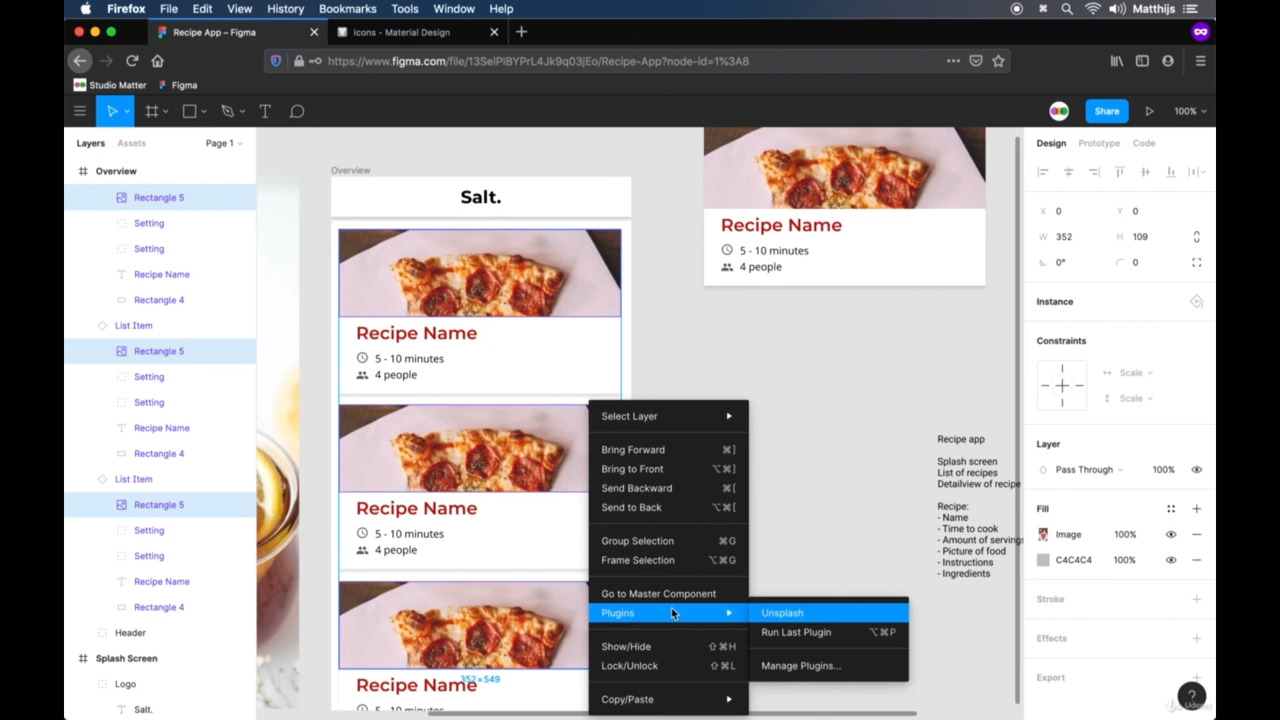 Firefox File Edit View History Bookmarks Tools Window Help Matthijs
Recipe App – Figma
Icons - Material Design
https://www.figma.com/file/13SelPIBYPrL4Jk9q03jEo/Recipe-App?node-id=1%3A8
Studio Matter Figma
Share
100%
Layers Assets Page 1
Overview
Rectangle 5
Setting
Setting
Recipe Name
Rectangle 4
List Item
Rectangle 5
Setting
Setting
Recipe Name
Rectangle 4
List Item
Rectangle 5
Setting
Setting
Recipe Name
Rectangle 4
Header
Splash Screen
Logo
Salt.
Overview
Salt.
Recipe Name
5 - 10 minutes
4 people
Recipe Name
5 - 10 minutes
4 people
352×549
Recipe Name
5 - 10 minutes
Recipe Name
5 - 10 minutes
4 people
Select Layer
Bring Forward ⌘]
Bring to Front ⌥⌘]
Send Backward ⌘[
Send to Back ⌥⌘[
Group Selection ⌘G
Frame Selection ⌥⌘G
Go to Master Component
Plugins
Show/Hide ⇧⌘H
Lock/Unlock ⇧⌘L
Copy/Paste
Unsplash
Run Last Plugin ⌥⌘P
Manage Plugins...
Recipe app
Splash screen
List of recipes
Detailview of recipe
Recipe:
- Name
- Time to cook
- Amount of servings
- Picture of food
- Instructions
- Ingredients
Design Prototype Code
X 0 Y 0
W 352 H 109
0° 0
Instance
Constraints
Scale
Scale
Layer
Pass Through 100%
Fill
Image 100%
C4C4C4 100%
Stroke
Effects
Export
?
Udemy